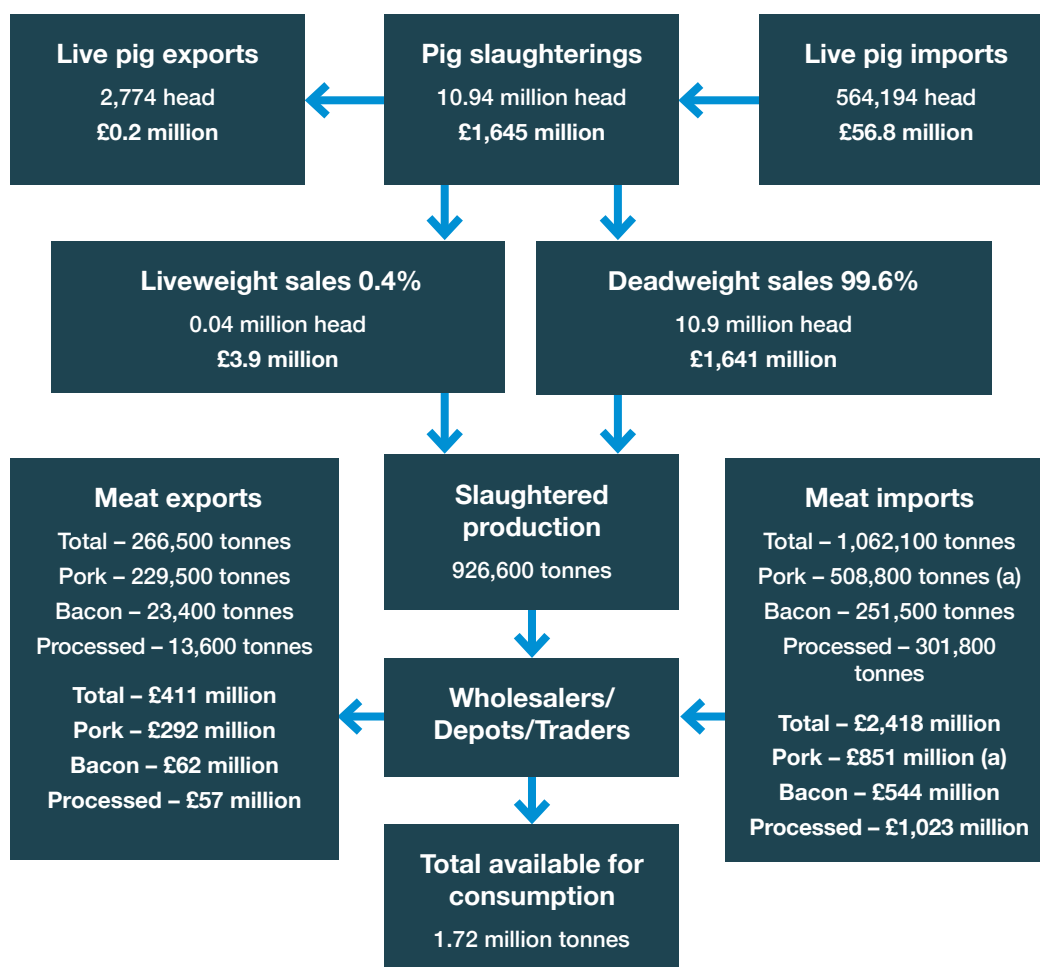 Live pig exports
2,774 head
£0.2 million
Pig slaughterings
10.94 million head
£1,645 million
Live pig imports
564,194 head
£56.8 million
Liveweight sales 0.4%
0.04 million head
£3.9 million
Deadweight sales 99.6%
10.9 million head
£1,641 million
Meat exports
Total – 266,500 tonnes
Pork – 229,500 tonnes
Bacon – 23,400 tonnes
Processed – 13,600 tonnes
Total – £411 million
Pork – £292 million
Bacon – £62 million
Processed – £57 million
Slaughtered
production
926,600 tonnes
Meat imports
Total – 1,062,100 tonnes
Pork – 508,800 tonnes (a)
Bacon – 251,500 tonnes
Processed – 301,800
tonnes
Total – £2,418 million
Pork – £851 million (a)
Bacon – £544 million
Processed – £1,023 million
Wholesalers/
Depots/Traders
Total available for
consumption
1.72 million tonnes